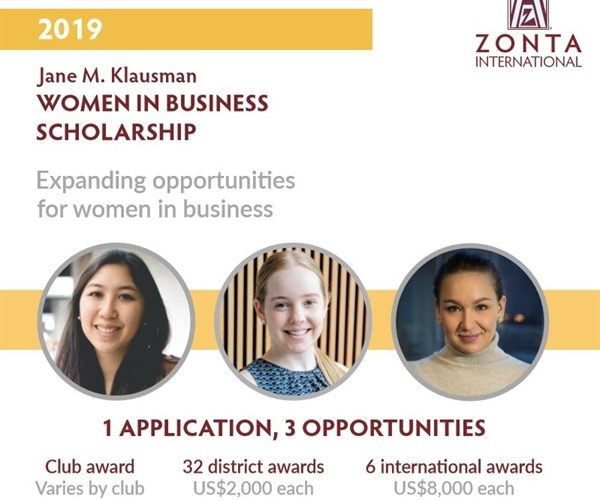 2019
ZONTA
INTERNATIONAL
Jane M. Klausman
WOMEN IN BUSINESS
SCHOLARSHIP
Expanding opportunities
for women in business
1 APPLICATION, 3 OPPORTUNITIES
Club award
Varies by club
32 district awards
US$2,000 each
6 international awards
US$8,000 each